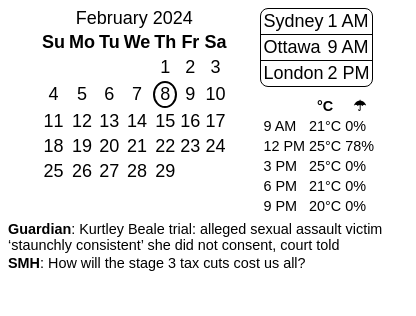 February 2024
Su Mo Tu We Th Fr Sa
1 2 3
4 5 6 7 8 9 10
11 12 13 14 15 16 17
18 19 20 21 22 23 24
25 26 27 28 29
Sydney 1 AM
Ottawa 9 AM
London 2 PM
°C ☂
9 AM 21°C 0%
12 PM 25°C 78%
3 PM 25°C 0%
6 PM 21°C 0%
9 PM 20°C 0%
Guardian: Kurtley Beale trial: alleged sexual assault victim
‘staunchly consistent’ she did not consent, court told
SMH: How will the stage 3 tax cuts cost us all?